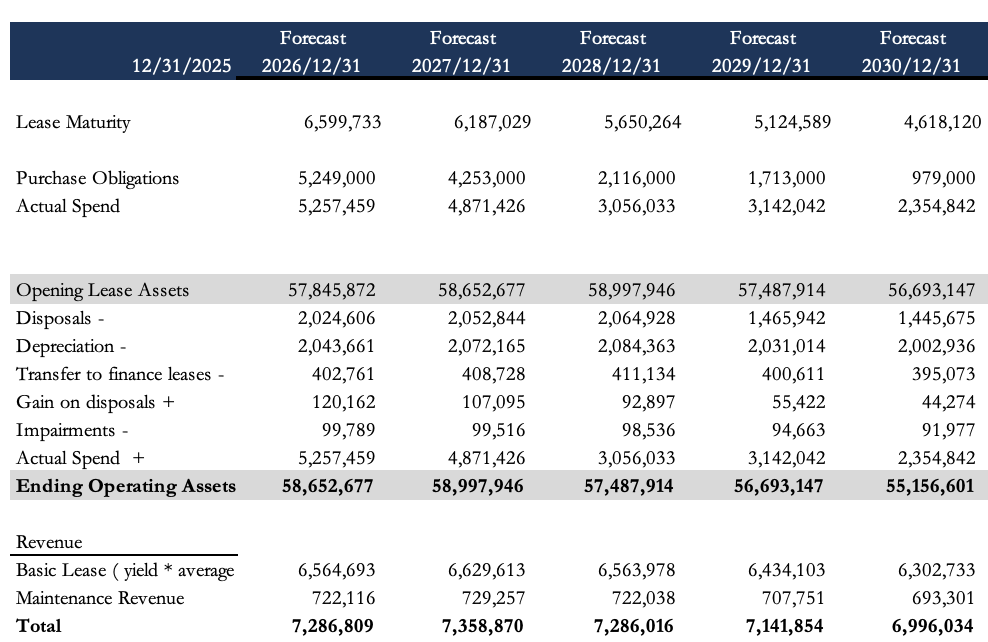 Forecast Forecast Forecast Forecast Forecast
12/31/2025 2026/12/31 2027/12/31 2028/12/31 2029/12/31 2030/12/31
Lease Maturity 6,599,733 6,187,029 5,650,264 5,124,589 4,618,120
Purchase Obligations 5,249,000 4,253,000 2,116,000 1,713,000 979,000
Actual Spend 5,257,459 4,871,426 3,056,033 3,142,042 2,354,842
Opening Lease Assets 57,845,872 58,652,677 58,997,946 57,487,914 56,693,147
Disposals - 2,024,606 2,052,844 2,064,928 1,465,942 1,445,675
Depreciation - 2,043,661 2,072,165 2,084,363 2,031,014 2,002,936
Transfer to finance leases - 402,761 408,728 411,134 400,611 395,073
Gain on disposals + 120,162 107,095 92,897 55,422 44,274
Impairments - 99,789 99,516 98,536 94,663 91,977
Actual Spend + 5,257,459 4,871,426 3,056,033 3,142,042 2,354,842
Ending Operating Assets 58,652,677 58,997,946 57,487,914 56,693,147 55,156,601
Revenue
Basic Lease ( yield * average 6,564,693 6,629,613 6,563,978 6,434,103 6,302,733
Maintenance Revenue 722,116 729,257 722,038 707,751 693,301
Total 7,286,809 7,358,870 7,286,016 7,141,854 6,996,034